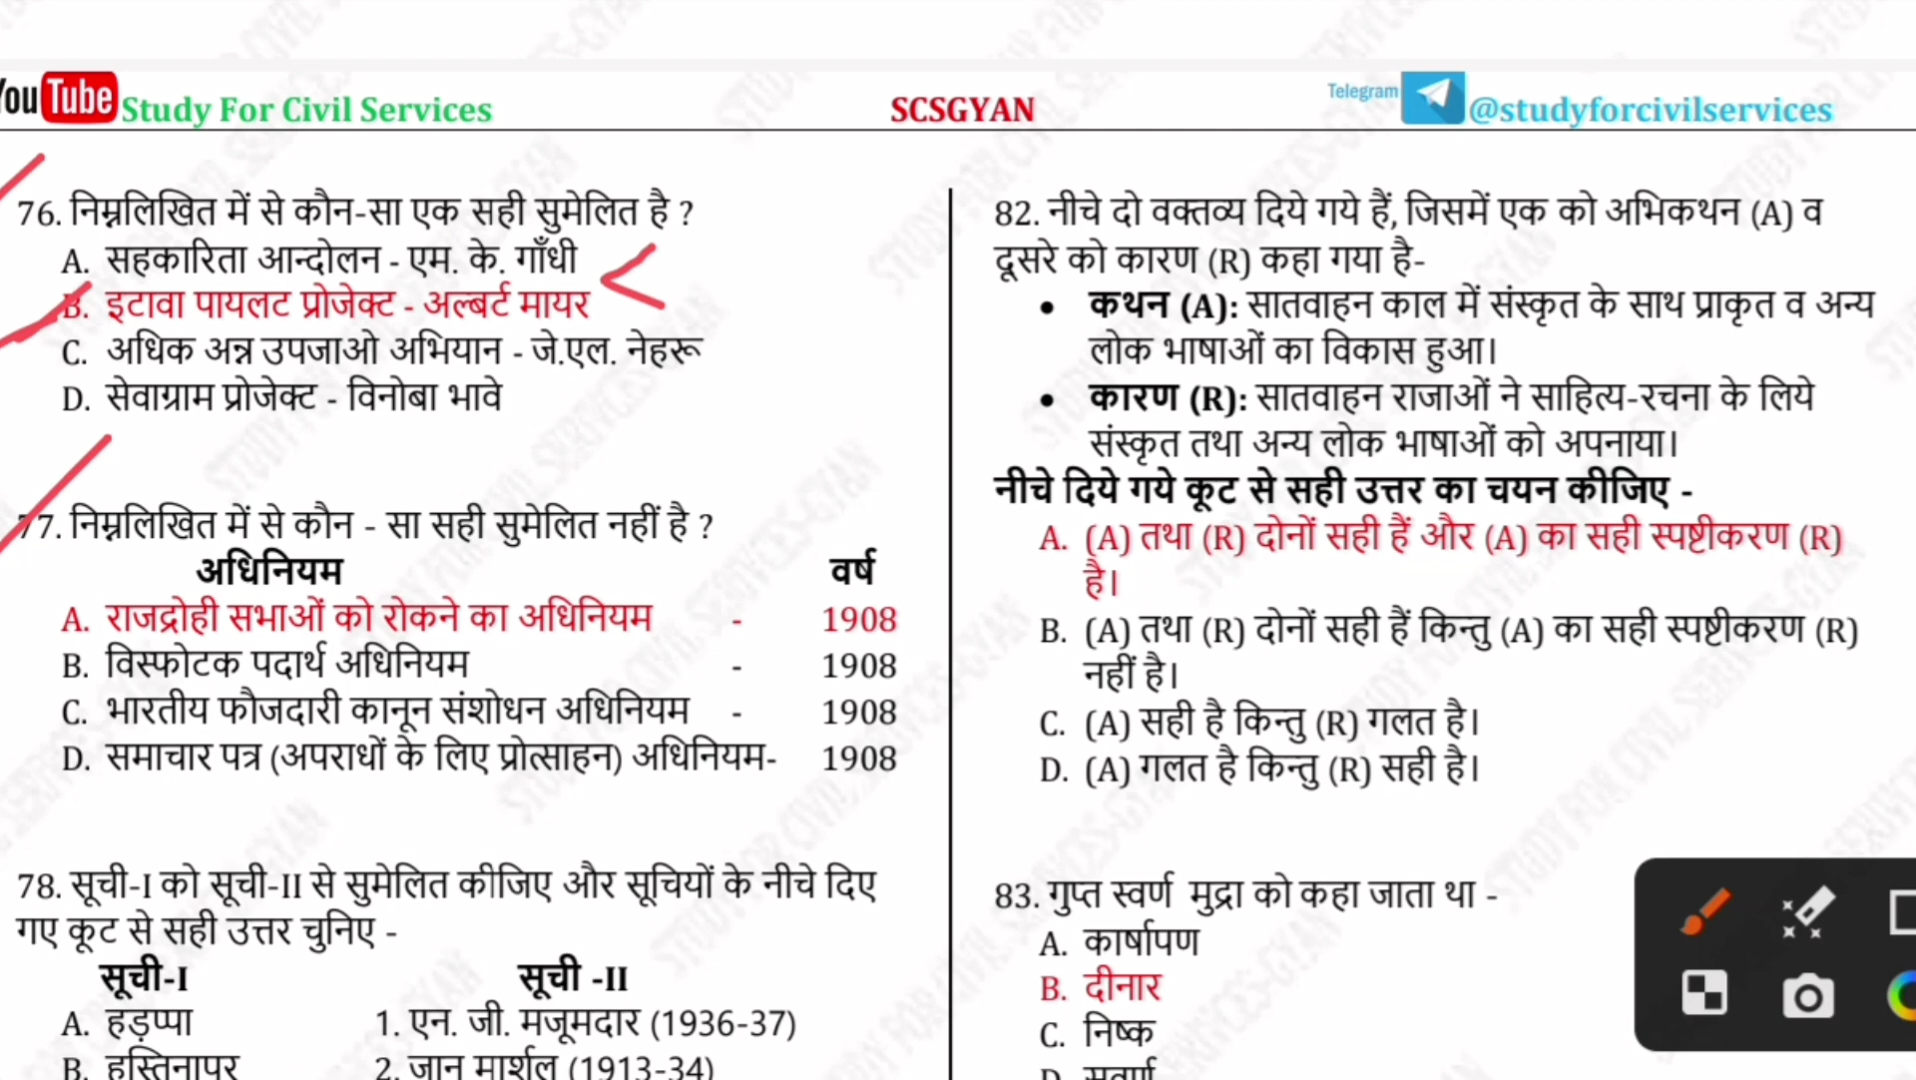 YouTube Study For Civil Services
SCSGYAN
Telegram @studyforcivilservices
76. निम्नलिखित में से कौन-सा एक सही सुमेलित है ?
A. सहकारिता आन्दोलन - एम. के. गाँधी
B. इटावा पायलट प्रोजेक्ट - अल्बर्ट मायर
C. अधिक अन्न उपजाओ अभियान - जे.एल. नेहरू
D. सेवाग्राम प्रोजेक्ट - विनोबा भावे
77. निम्नलिखित में से कौन - सा सही सुमेलित नहीं है ?
अधिनियम वर्ष
A. राजद्रोही सभाओं को रोकने का अधिनियम - 1908
B. विस्फोटक पदार्थ अधिनियम - 1908
C. भारतीय फौजदारी कानून संशोधन अधिनियम - 1908
D. समाचार पत्र (अपराधों के लिए प्रोत्साहन) अधिनियम- 1908
78. सूची-I को सूची-II से सुमेलित कीजिए और सूचियों के नीचे दिए
गए कूट से सही उत्तर चुनिए -
सूची-I सूची -II
A. हड़प्पा 1. एन. जी. मजूमदार (1936-37)
B. हस्तिनापुर 2. जान मार्शल (1913-34)
82. नीचे दो वक्तव्य दिये गये हैं, जिसमें एक को अभिकथन (A) व
दूसरे को कारण (R) कहा गया है-
• कथन (A): सातवाहन काल में संस्कृत के साथ प्राकृत व अन्य
लोक भाषाओं का विकास हुआ।
• कारण (R): सातवाहन राजाओं ने साहित्य-रचना के लिये
संस्कृत तथा अन्य लोक भाषाओं को अपनाया।
नीचे दिये गये कूट से सही उत्तर का चयन कीजिए -
A. (A) तथा (R) दोनों सही हैं और (A) का सही स्पष्टीकरण (R)
है।
B. (A) तथा (R) दोनों सही हैं किन्तु (A) का सही स्पष्टीकरण (R)
नहीं है।
C. (A) सही है किन्तु (R) गलत है।
D. (A) गलत है किन्तु (R) सही है।
83. गुप्त स्वर्ण मुद्रा को कहा जाता था -
A. कार्षापण
B. दीनार
C. निष्क
D. सुवर्ण